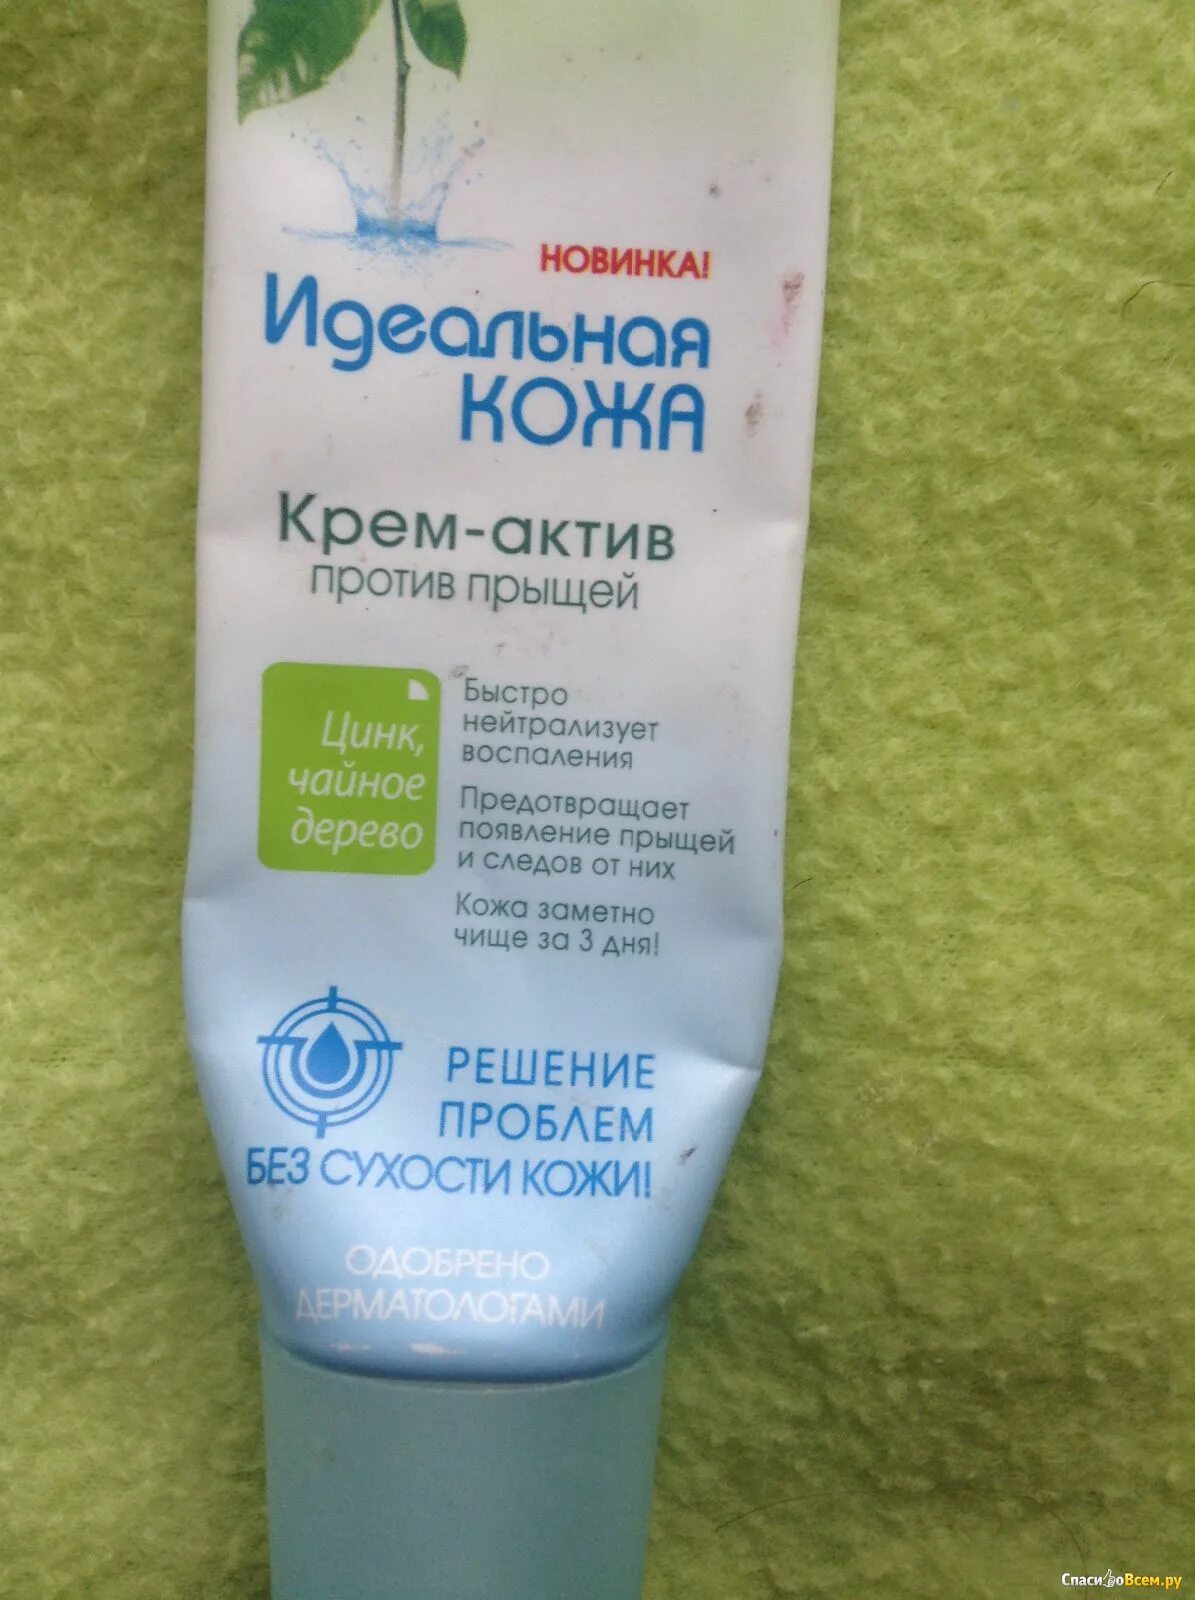 НОВИНКА!
Идеальная
КОЖА
Крем-актив
против прыщей
Цинк,
чайное
дерево
Быстро
нейтрализует
воспаления
Предотвращает
появление прыщей
и следов от них
Кожа заметно
чище за 3 дня!
РЕШЕНИЕ
ПРОБЛЕМ
БЕЗ СУХОСТИ КОЖИ!
ОДОБРЕНО
ДЕРМАТОЛОГАМИ
СпасибоВсем.ру